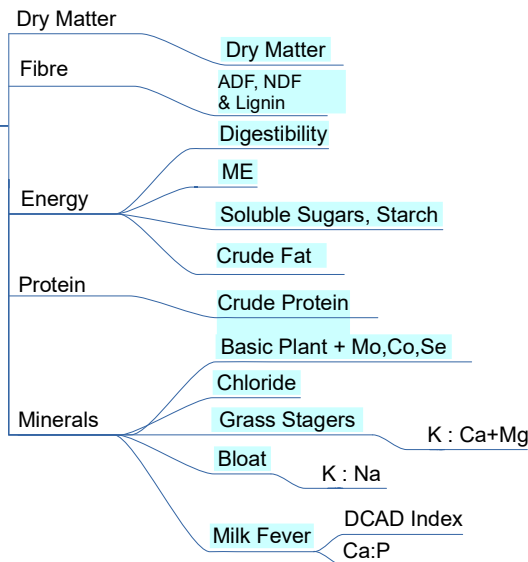 Dry Matter
Dry Matter
Fibre
ADF, NDF
& Lignin
Digestibility
ME
Energy
Soluble Sugars, Starch
Crude Fat
Protein
Crude Protein
Basic Plant + Mo,Co,Se
Chloride
Minerals
Grass Stagers
K : Ca+Mg
Bloat
K : Na
Milk Fever
DCAD Index
Ca:P